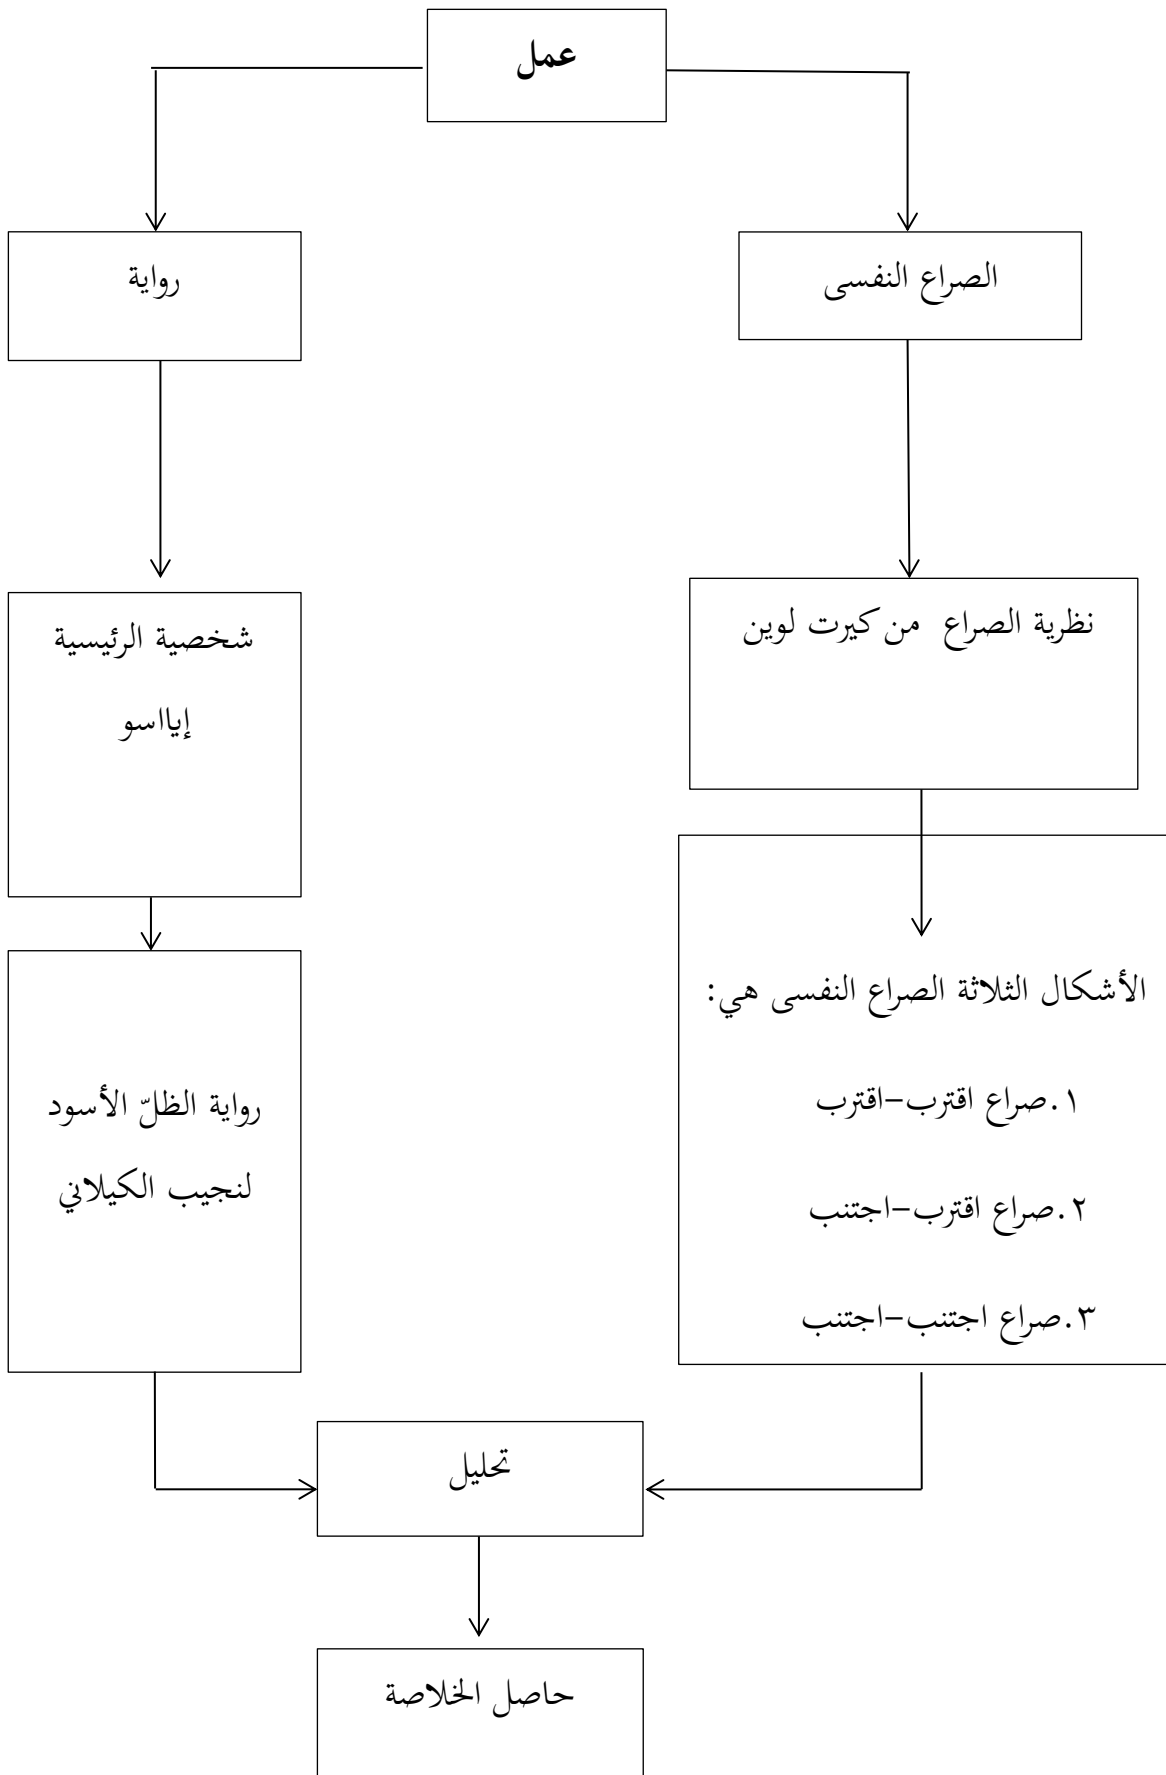 عمل
الصراع النفسى
رواية
نظرية الصراع من كيرت لوين
شخصية الرئيسية
إيااسو
الأشكال الثلاثة الصراع النفسى هي:
١.صراع اقترب–اقترب
٢.صراع اقترب–اجتنب
٣.صراع اجتنب–اجتنب
رواية الظلّ الأسود
لنجيب الكيلاني
تحليل
حاصل الخلاصة